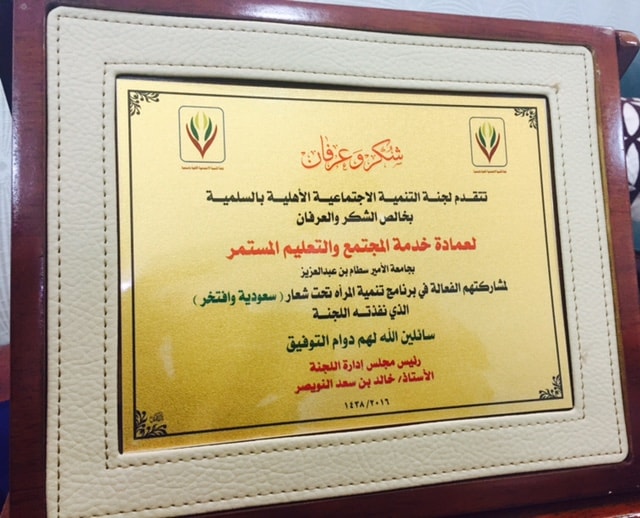 شكر وعرفان
تتقدم لجنة التنمية الاجتماعية الأهلية بالسلمية
بخالص الشكر والعرفان
لعمادة خدمة المجتمع والتعليم المستمر
بجامعة الأمير سطام بن عبدالعزيز
لمشاركتهم الفعالة في برنامج تنمية المرأه تحت شعار ( سعودية وافتخر )
الذي نفذته اللجنة
سائلين الله لهم دوام التوفيق
رئيس مجلس إدارة اللجنة
الأستاذ/ خالد بن سعد النويصر
١٤٣٨/٢٠١٦